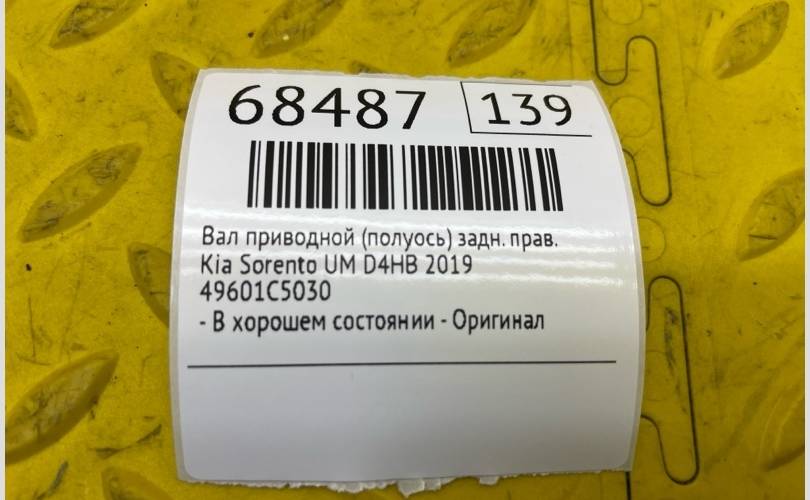 68487 139
Вал приводной (полуось) задн. прав.
Kia Sorento UM D4HB 2019
49601C5030
- В хорошем состоянии - Оригинал